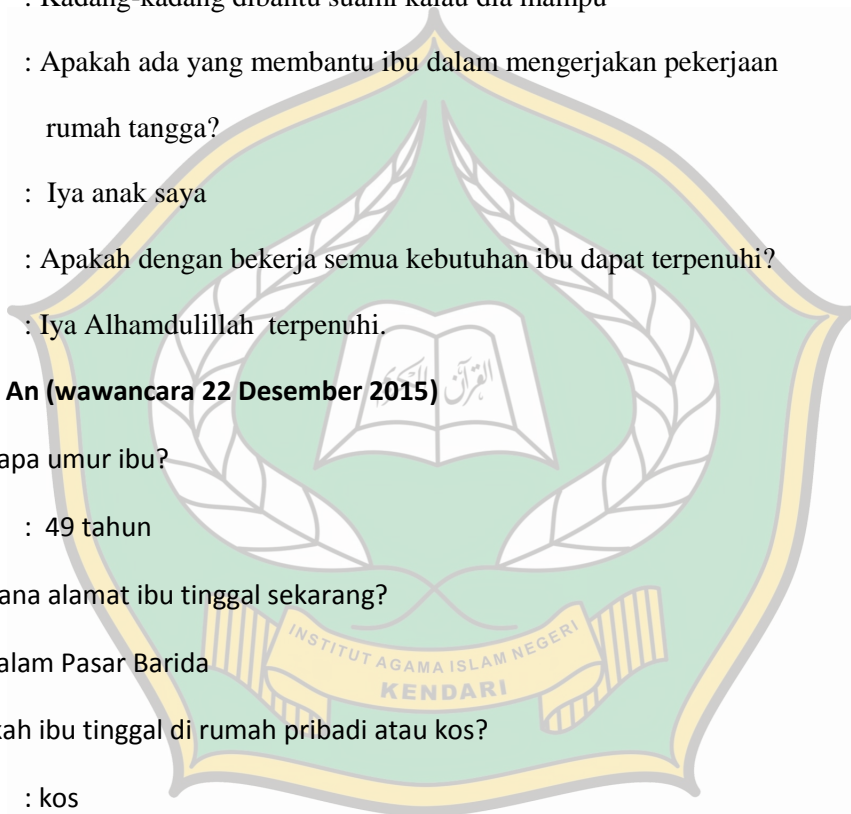 : Kadang-kadang dibantu suami kalau dia mampu
: Apakah ada yang membantu ibu dalam mengerjakan pekerjaan
rumah tangga?
: Iya anak saya
: Apakah dengan bekerja semua kebutuhan ibu dapat terpenuhi?
: Iya Alhamdulillah terpenuhi.
An (wawancara 22 Desember 2015)
القرآن الكريم
apa umur ibu?
: 49 tahun
ana alamat ibu tinggal sekarang?
alam Pasar Barida
INSTITUT AGAMA ISLAM NEGERI
KENDARI
kah ibu tinggal di rumah pribadi atau kos?
: kos